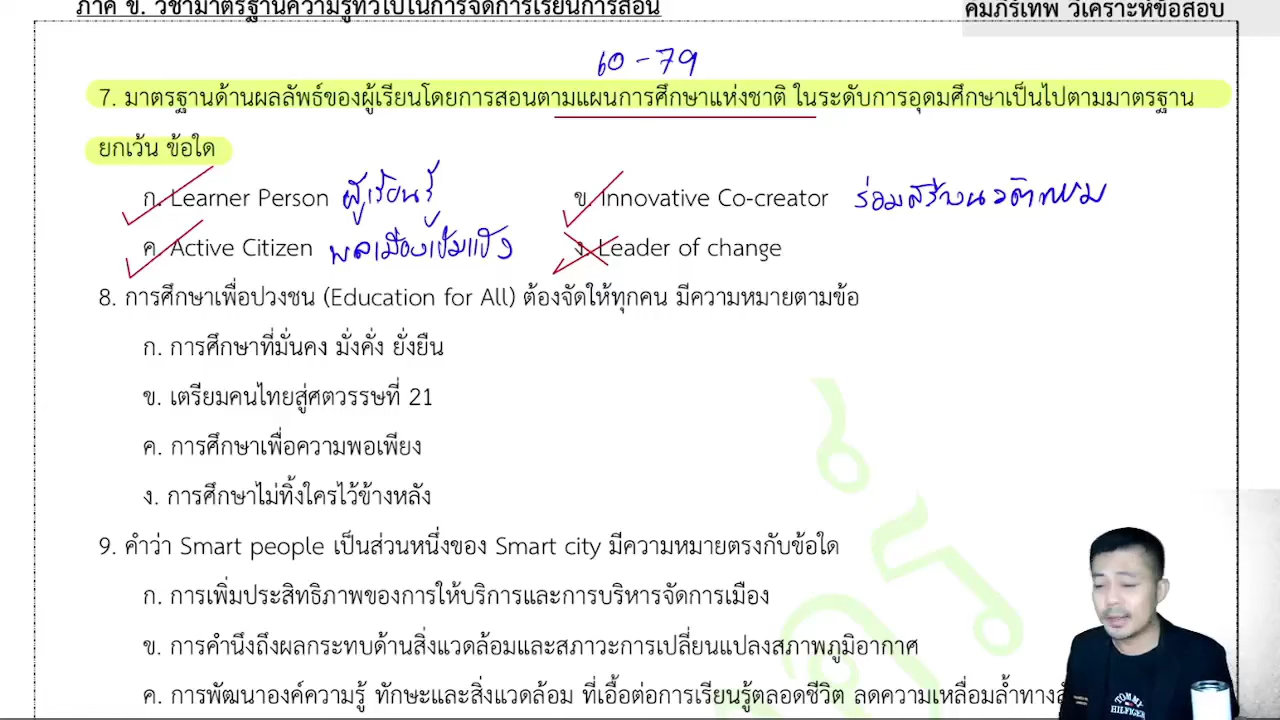 ภาค ข. วิชามาตรฐานความรู้ทั่วไปในการจัดการเรียนการสอน
คัมภีร์เทพ วิเคราะห์ข้อสอบ
60 - 79
7. มาตรฐานด้านผลลัพธ์ของผู้เรียนโดยการสอนตามแผนการศึกษาแห่งชาติ ในระดับการอุดมศึกษาเป็นไปตามมาตรฐาน
ยกเว้น ข้อใด
ก. Learner Person ผู้เรียนรู้
ข. Innovative Co-creator ร่วมสร้างนวัตกรรม
ค. Active Citizen พลเมืองเข้มแข็ง
ง. Leader of change
8. การศึกษาเพื่อปวงชน (Education for All) ต้องจัดให้ทุกคน มีความหมายตามข้อ
ก. การศึกษาที่มั่นคง มั่งคั่ง ยั่งยืน
ข. เตรียมคนไทยสู่ศตวรรษที่ 21
ค. การศึกษาเพื่อความพอเพียง
ง. การศึกษาไม่ทิ้งใครไว้ข้างหลัง
9. คำว่า Smart people เป็นส่วนหนึ่งของ Smart city มีความหมายตรงกับข้อใด
ก. การเพิ่มประสิทธิภาพของการให้บริการและการบริหารจัดการเมือง
ข. การคำนึงถึงผลกระทบด้านสิ่งแวดล้อมและสภาวะการเปลี่ยนแปลงสภาพภูมิอากาศ
ค. การพัฒนาองค์ความรู้ ทักษะและสิ่งแวดล้อม ที่เอื้อต่อการเรียนรู้ตลอดชีวิต ลดความเหลื่อมล้ำทาง
TOMMY
HILFIGER